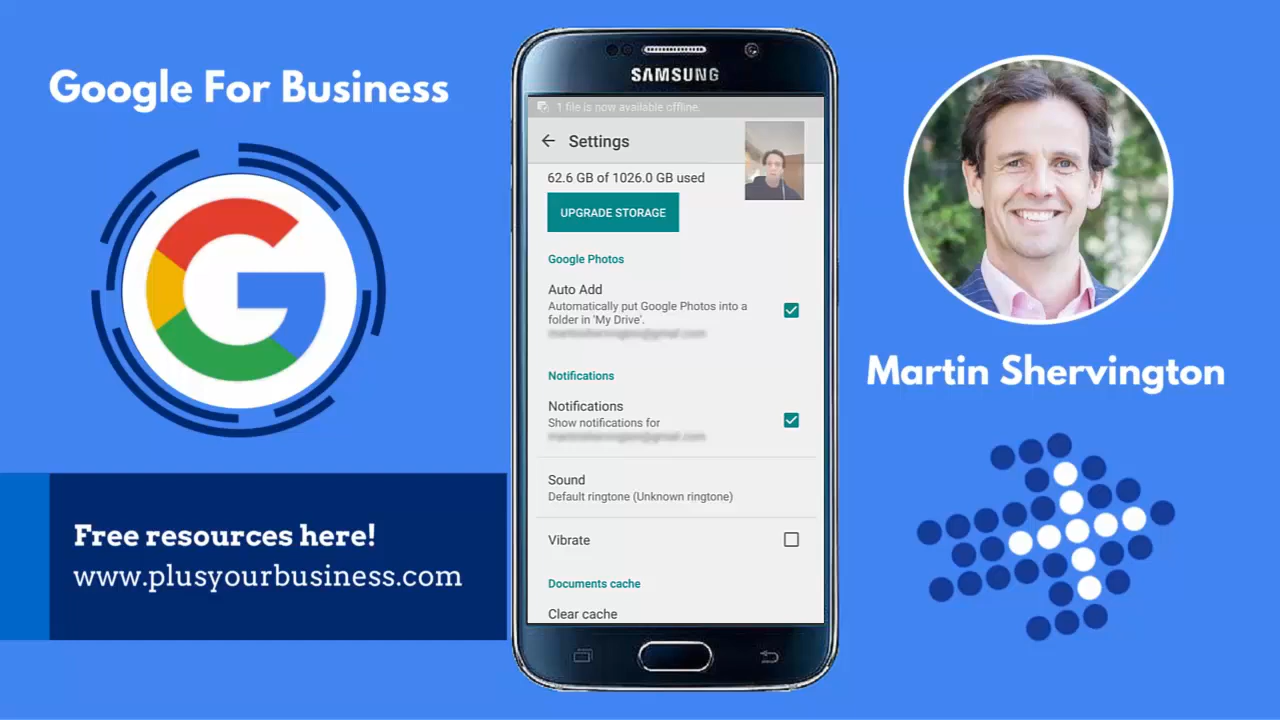 Google For Business
Free resources here!
www.plusyourbusiness.com
SAMSUNG
1 file is now available offline.
Settings
62.6 GB of 1026.0 GB used
UPGRADE STORAGE
Google Photos
Auto Add
Automatically put Google Photos into a
folder in 'My Drive'.
Notifications
Notifications
Show notifications for
Sound
Default ringtone (Unknown ringtone)
Vibrate
Documents cache
Clear cache
Martin Shervington